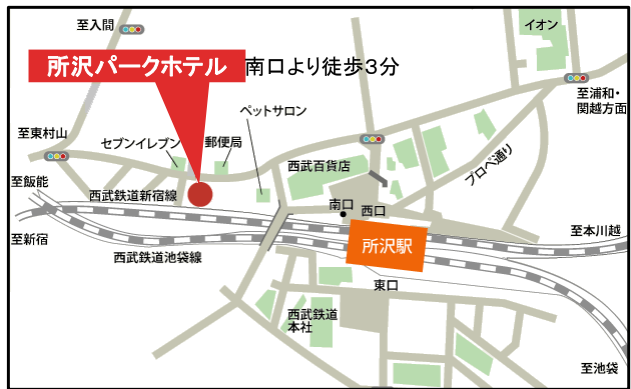 至入間
イオン
所沢パークホテル 南口より徒歩3分
至浦和・
関越方面
ペットサロン
至東村山
セブンイレブン
郵便局
西武百貨店
プロペ通り
至飯能
西武鉄道新宿線
南口
西口
至本川越
至新宿
所沢駅
西武鉄道池袋線
東口
西武鉄道
本社
至池袋